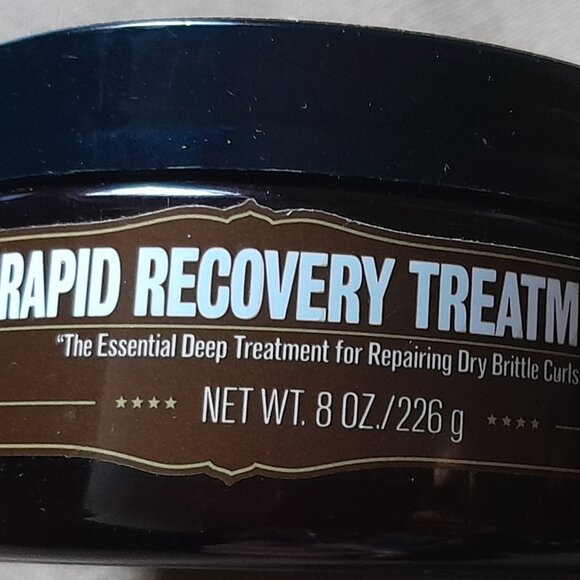 RAPID RECOVERY TREATM
"The Essential Deep Treatment for Repairing Dry Brittle Curls
NET WT. 8 OZ./226 g